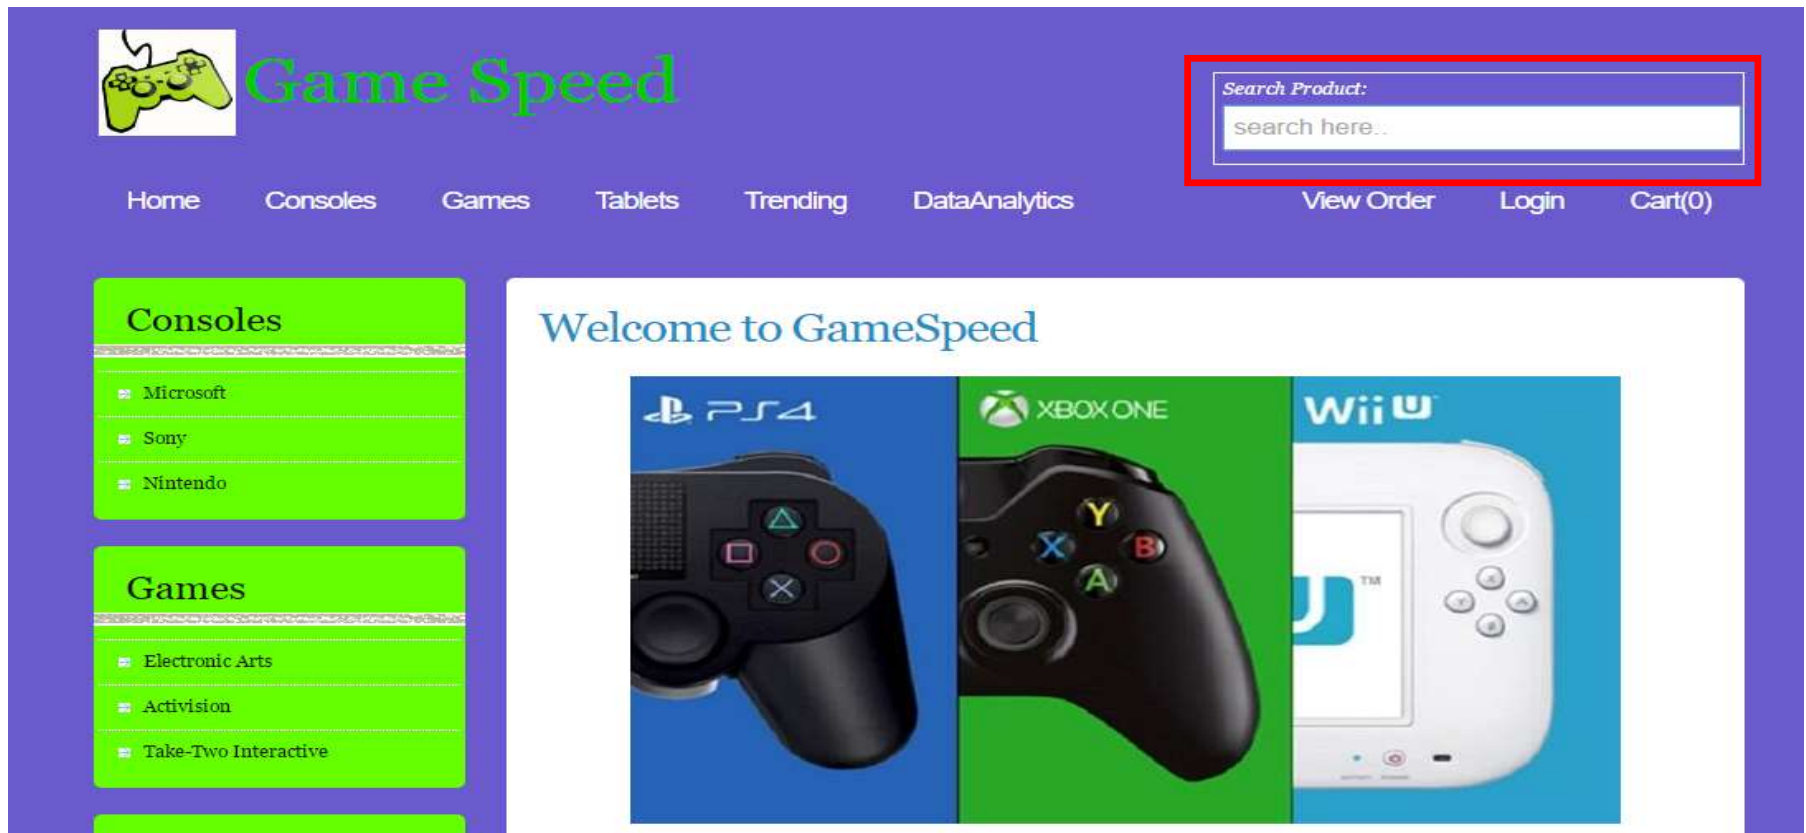 Game Speed
Search Product:
search here..
Home Consoles Games Tablets Trending DataAnalytics View Order Login Cart(0)
Consoles
Microsoft
Sony
Nintendo
Games
Electronic Arts
Activision
Take-Two Interactive
Welcome to GameSpeed
PS4
XBOX ONE
Wii U
Y
X
B
A
U
TM